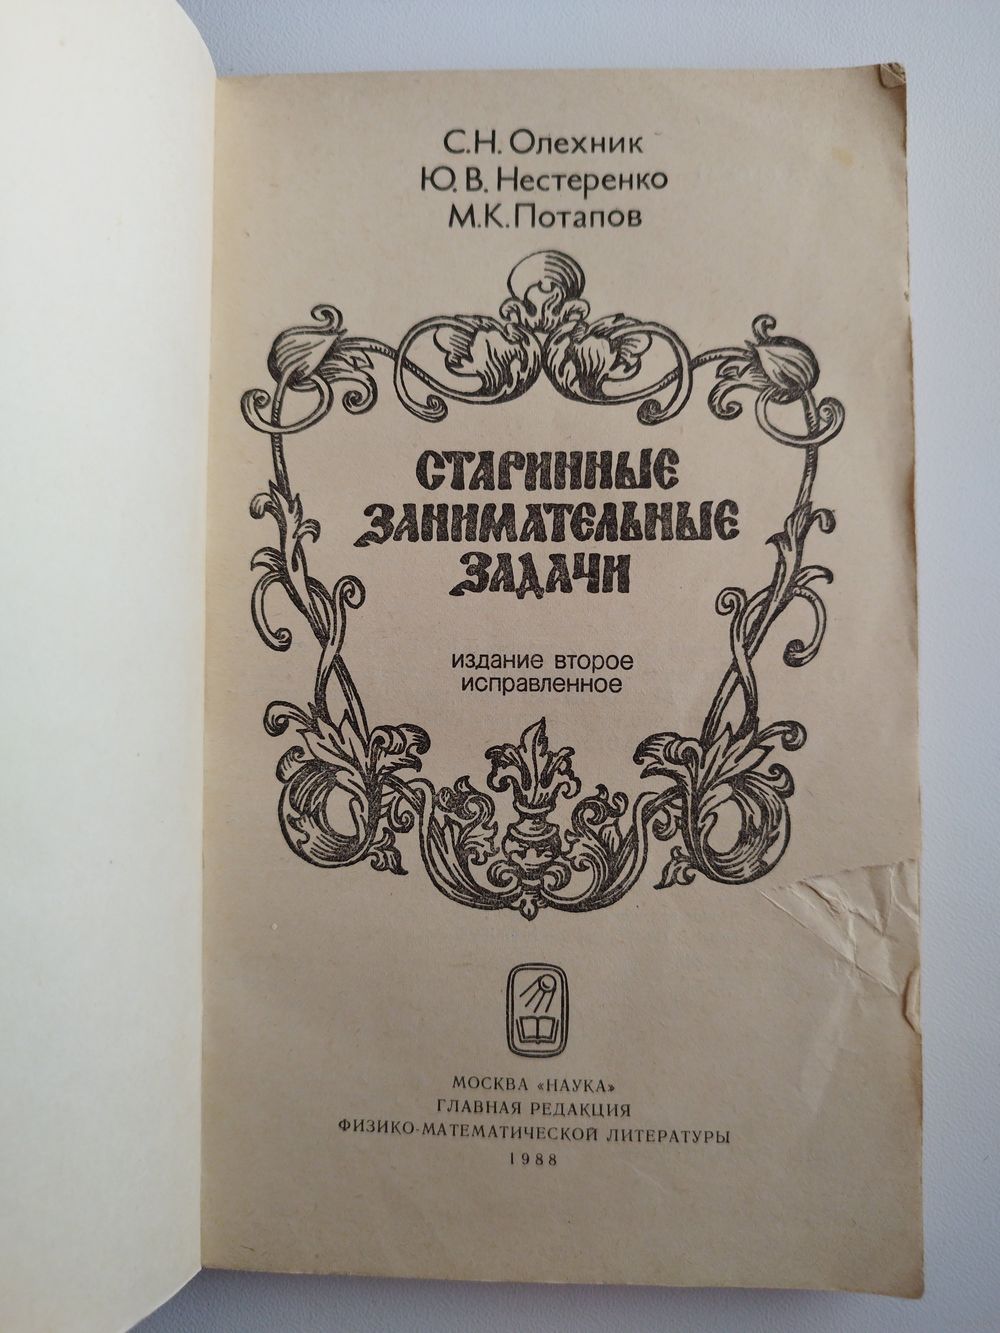 С.Н. Олехник
Ю.В. Нестеренко
М.К. Потапов
СТАРИННЫЕ
ЗАНИМАТЕЛЬНЫЕ
ЗАДАЧИ
издание второе
исправленное
МОСКВА «НАУКА»
ГЛАВНАЯ РЕДАКЦИЯ
ФИЗИКО-МАТЕМАТИЧЕСКОЙ ЛИТЕРАТУРЫ
1988